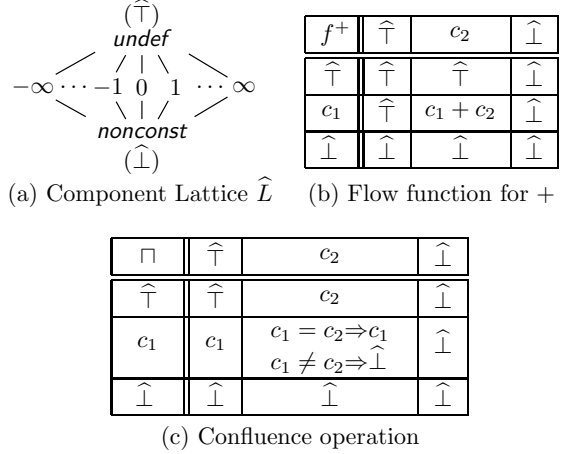 (⊤̂)
undef
−∞ ··· −1 0 1 ··· ∞
nonconst
(⊥̂)
(a) Component Lattice L̂
f⁺ ⊤̂ c₂ ⊥̂
⊤̂ ⊤̂ ⊤̂ ⊥̂
c₁ ⊤̂ c₁ + c₂ ⊥̂
⊥̂ ⊥̂ ⊥̂ ⊥̂
(b) Flow function for +
⊓ ⊤̂ c₂ ⊥̂
⊤̂ ⊤̂ c₂ ⊥̂
c₁ c₁ c₁ = c₂⇒c₁ ⊥̂
c₁ ≠ c₂⇒⊥̂
⊥̂ ⊥̂ ⊥̂ ⊥̂
(c) Confluence operation